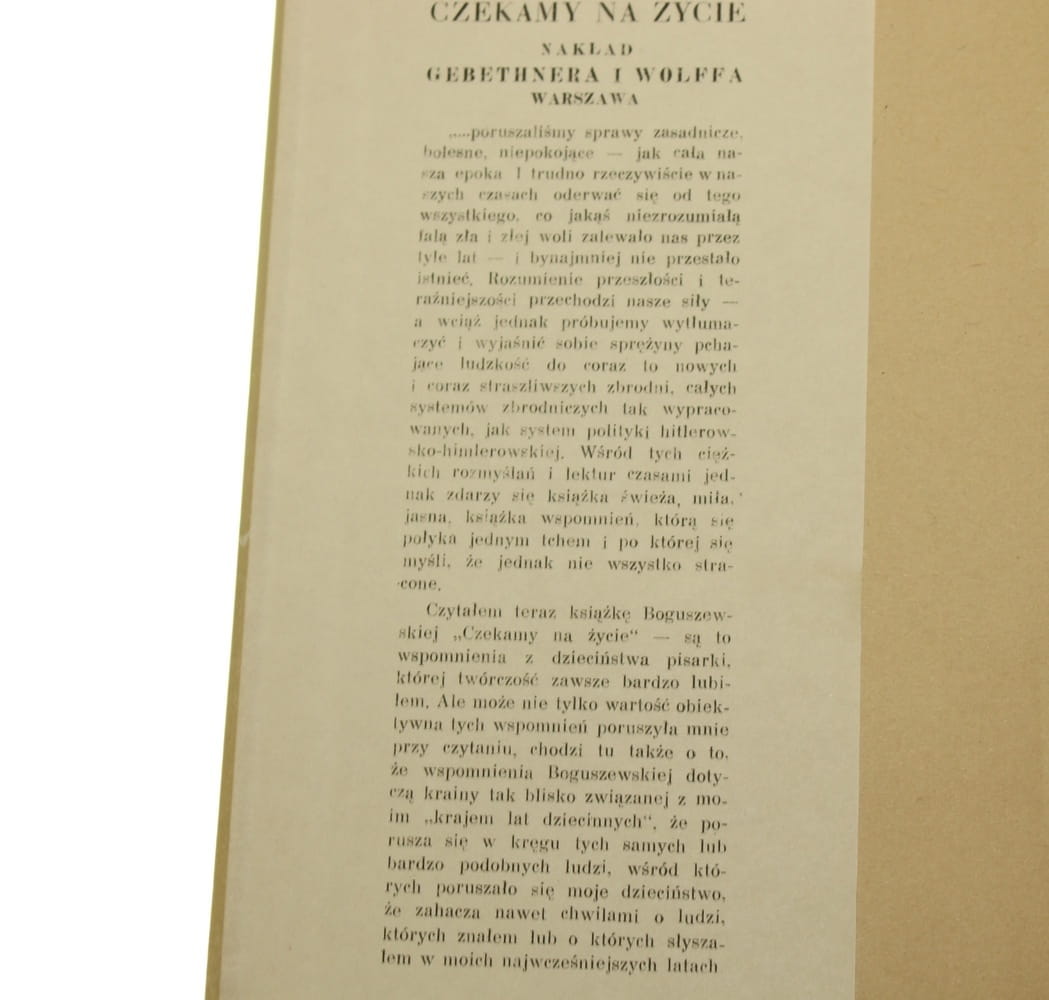 CZEKAMY NA ŻYCIE
NAKŁAD
GEBETHNERA I WOLFFA
WARSZAWA
„....poruszaliśmy sprawy zasadnicze,
bolesne, niepokojące — jak cała na-
sza epoka I trudno rzeczywiście w na-
szych czasach oderwać się od tego
wszystkiego, co jakąś niezrozumiałą
falą zła i złej woli zalewało nas przez
tyle lat — i bynajmniej nie przestało
istnieć. Rozumienie przeszłości i te-
raźniejszości przechodzi nasze siły —
a wciąż jednak próbujemy wytłuma-
czyć i wyjaśnić sobie sprężyny pcha-
jące ludzkość do coraz to nowych
i coraz straszliwszych zbrodni, całych
systemów zbrodniczych tak wypraco-
wanych, jak system polityki hitlerow-
sko-himlerowskiej. Wśród tych cięż-
kich rozmyślań i lektur czasami jed-
nak zdarzy się książka świeża, miła,
jasna, książka wspomnień, którą się
połyka jednym tchem i po której się
myśli, że jednak nie wszystko stra-
cone.
Czytałem teraz książkę Boguszew-
skiej „Czekamy na życie“ — są to
wspomnienia z dzieciństwa pisarki,
której twórczość zawsze bardzo lubi-
łem. Ale może nie tylko wartość obiek-
tywna tych wspomnień poruszyła mnie
przy czytaniu, chodzi tu także o to,
że wspomnienia Boguszewskiej doty-
czą krainy tak blisko związanej z mo-
im „krajem lat dziecinnych“, że po-
rusza się w kręgu tych samych lub
bardzo podobnych ludzi, wśród któ-
rych poruszało się moje dzieciństwo,
że zahacza nawet chwilami o ludzi,
których znałem lub o których słysza-
łem w moich najwcześniejszych latach